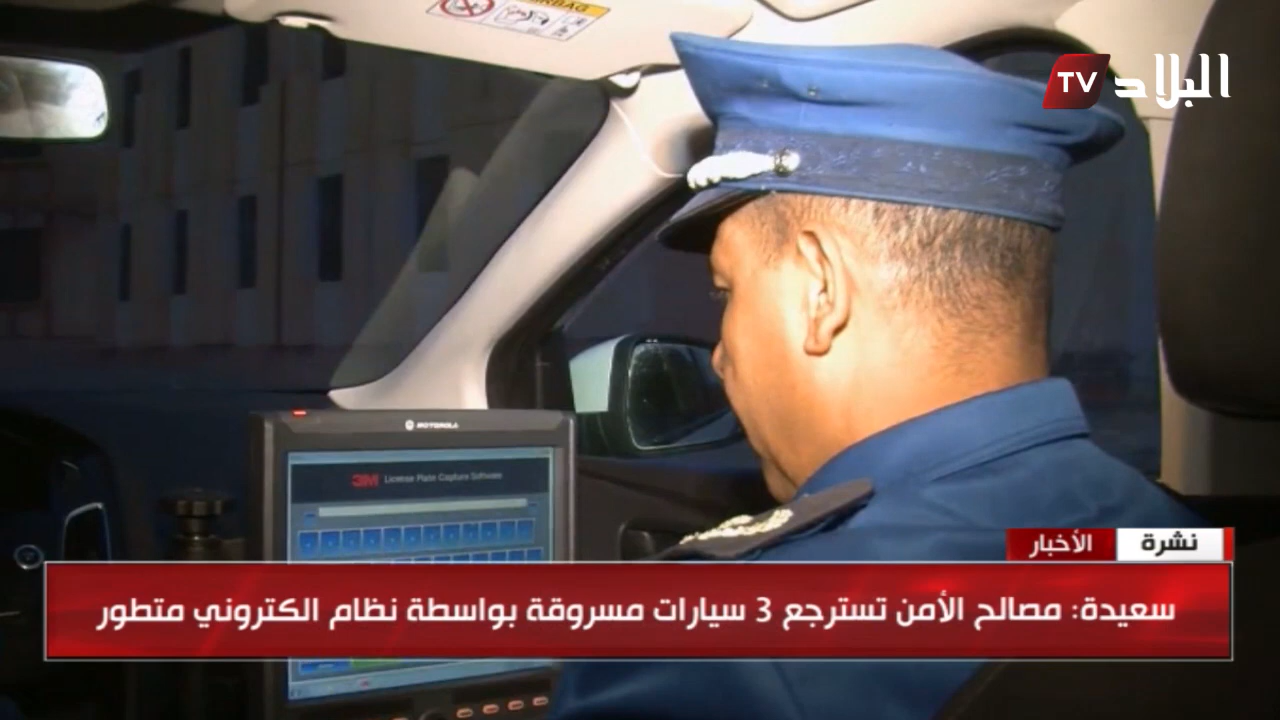 AIRBAG
TV البلاد
MOTOROLA
3M License Plate Capture Software
نشرة الأخبار
سعيدة: مصالح الأمن تسترجع 3 سيارات مسروقة بواسطة نظام الكتروني متطور